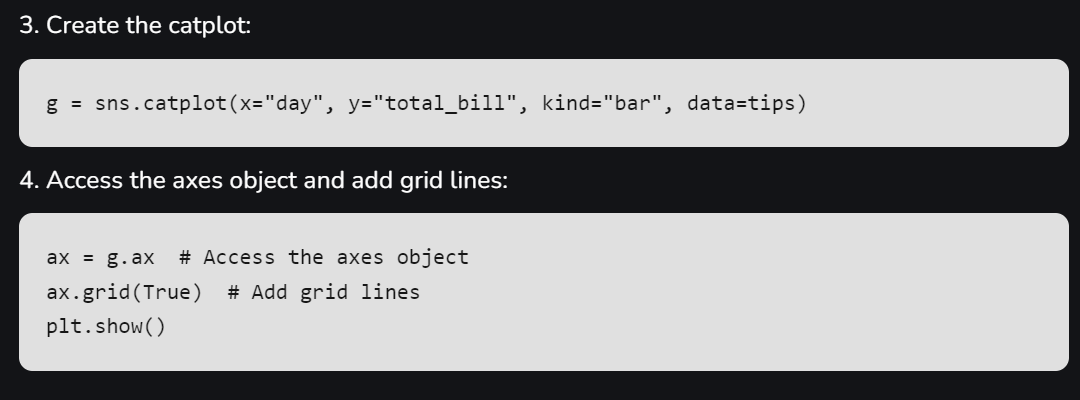 3. Create the catplot:
g = sns.catplot(x="day", y="total_bill", kind="bar", data=tips)
4. Access the axes object and add grid lines:
ax = g.ax  # Access the axes object
ax.grid(True)  # Add grid lines
plt.show()